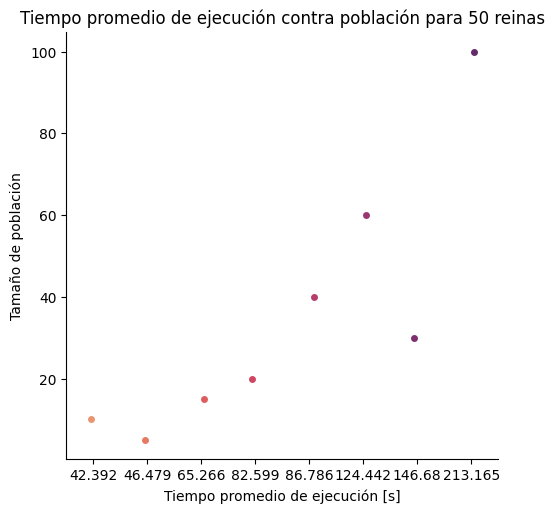 Tiempo promedio de ejecución contra población para 50 reinas
100
80
60
40
20
Tamaño de población
42.392 46.479 65.266 82.599 86.786 124.442 146.68 213.165
Tiempo promedio de ejecución [s]